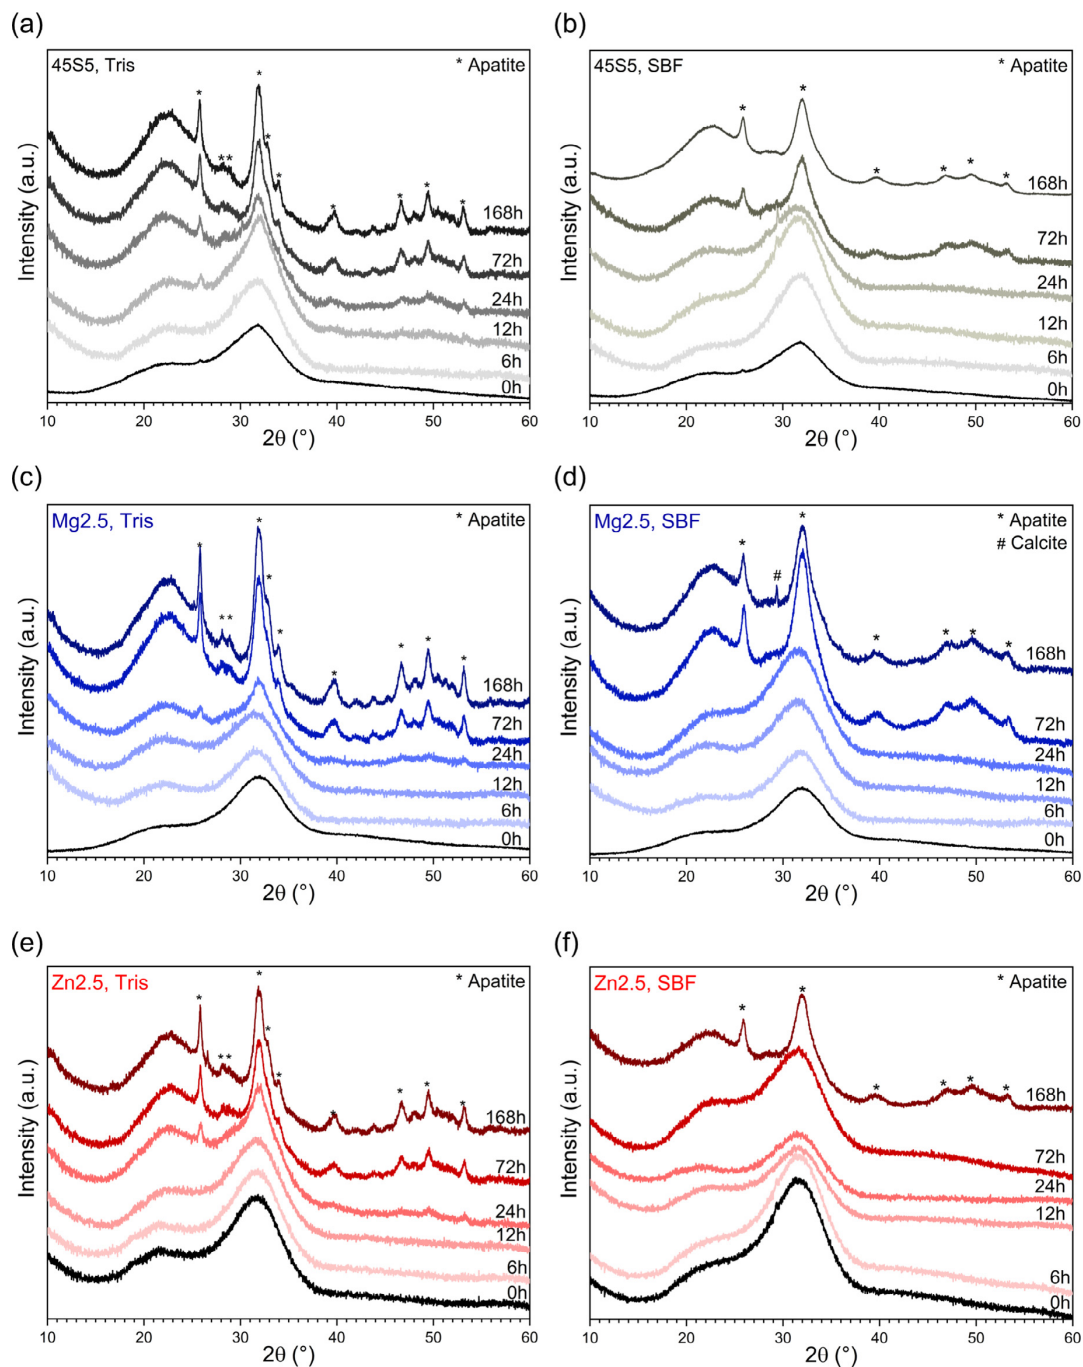 (a)
45S5, Tris
* Apatite
*
*
* *
*
*
*
*
*
*
168h
72h
24h
12h
6h
0h
Intensity (a.u.)
10 20 30 40 50 60
2θ (°)
(b)
45S5, SBF
* Apatite
*
*
*
*
*
*
168h
72h
24h
12h
6h
0h
Intensity (a.u.)
10 20 30 40 50 60
2θ (°)
(c)
Mg2.5, Tris
* Apatite
*
*
* *
*
*
*
*
*
*
168h
72h
24h
12h
6h
0h
Intensity (a.u.)
10 20 30 40 50 60
2θ (°)
(d)
Mg2.5, SBF
* Apatite
# Calcite
*
*
#
*
*
*
*
168h
72h
24h
12h
6h
0h
Intensity (a.u.)
10 20 30 40 50 60
2θ (°)
(e)
Zn2.5, Tris
* Apatite
*
*
* *
*
*
*
*
*
*
168h
72h
24h
12h
6h
0h
Intensity (a.u.)
10 20 30 40 50 60
2θ (°)
(f)
Zn2.5, SBF
* Apatite
*
*
*
*
*
*
168h
72h
24h
12h
6h
0h
Intensity (a.u.)
10 20 30 40 50 60
2θ (°)